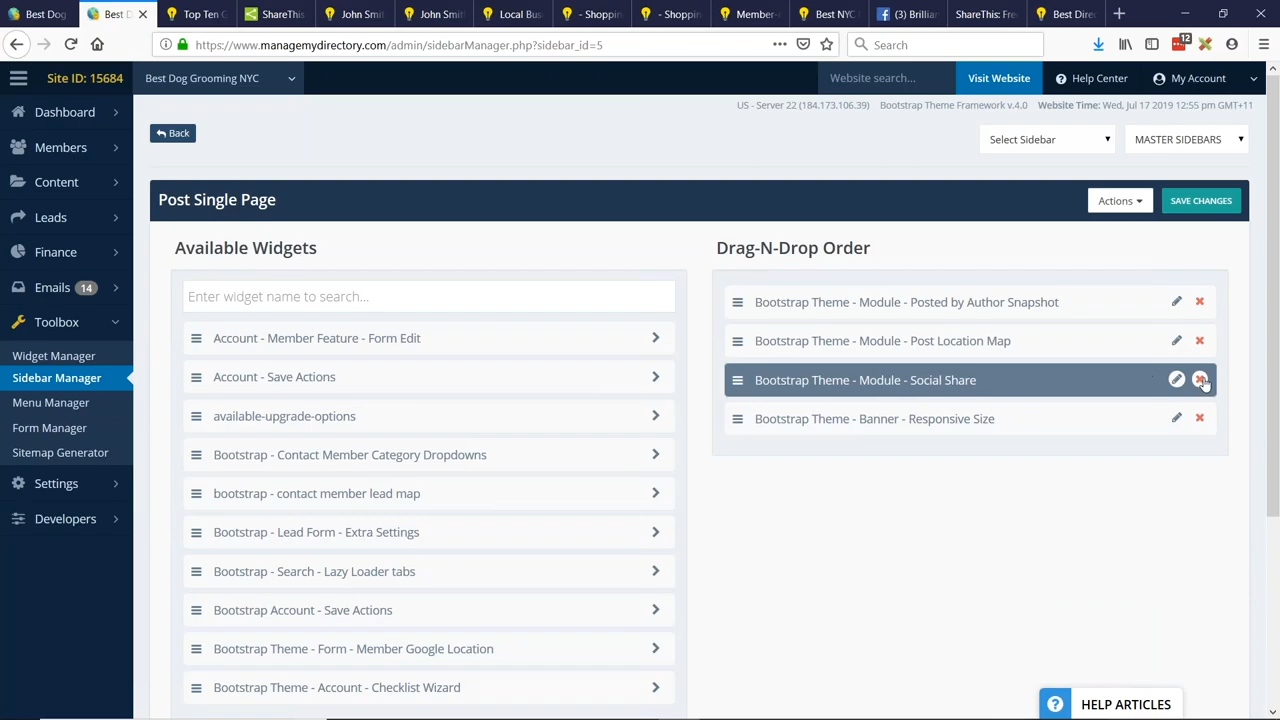 Best Dog
Best D
Top Ten G
ShareThis:
John Smit
John Smit
Local Bus
- Shoppin
- Shoppin
Member-
Best NYC
(3) Brillian
ShareThis: Fre
Best Direc
https://www.managemydirectory.com/admin/sidebarManager.php?sidebar_id=5
Search
12
Site ID: 15684
Best Dog Grooming NYC
Website search...
Visit Website
Help Center
My Account
US - Server 22 (184.173.106.39) Bootstrap Theme Framework v.4.0 Website Time: Wed, Jul 17 2019 12:55 pm GMT+11
Dashboard
Members
Content
Leads
Finance
Emails 14
Toolbox
Widget Manager
Sidebar Manager
Menu Manager
Form Manager
Sitemap Generator
Settings
Developers
Back
Select Sidebar
MASTER SIDEBARS
Post Single Page
Actions
SAVE CHANGES
Available Widgets
Enter widget name to search...
Account - Member Feature - Form Edit
Account - Save Actions
available-upgrade-options
Bootstrap - Contact Member Category Dropdowns
bootstrap - contact member lead map
Bootstrap - Lead Form - Extra Settings
Bootstrap - Search - Lazy Loader tabs
Bootstrap Account - Save Actions
Bootstrap Theme - Form - Member Google Location
Bootstrap Theme - Account - Checklist Wizard
Drag-N-Drop Order
Bootstrap Theme - Module - Posted by Author Snapshot
Bootstrap Theme - Module - Post Location Map
Bootstrap Theme - Module - Social Share
Bootstrap Theme - Banner - Responsive Size
HELP ARTICLES